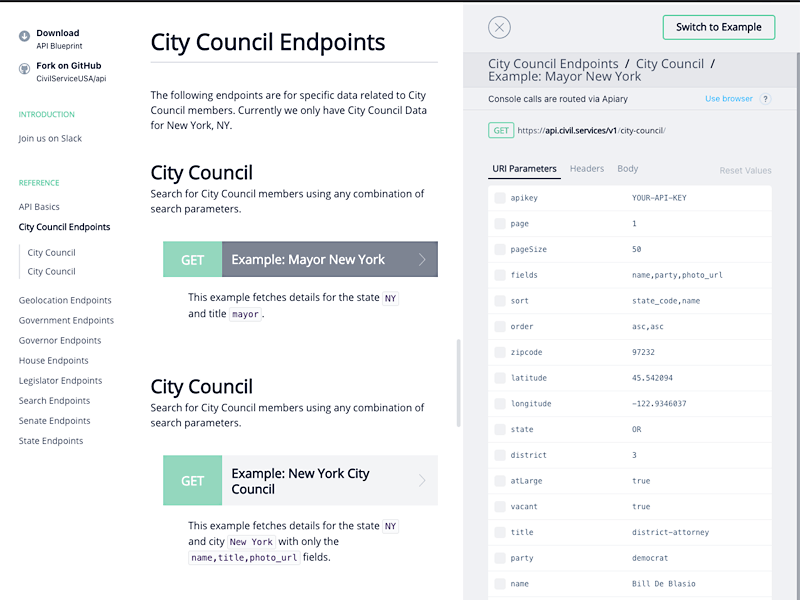 Download
API Blueprint
Fork on GitHub
CivilServiceUSA/api
INTRODUCTION
Join us on Slack
REFERENCE
API Basics
City Council Endpoints
City Council
City Council
Geolocation Endpoints
Government Endpoints
Governor Endpoints
House Endpoints
Legislator Endpoints
Search Endpoints
Senate Endpoints
State Endpoints
City Council Endpoints
The following endpoints are for specific data related to City
Council members. Currently we only have City Council Data
for New York, NY.
City Council
Search for City Council members using any combination of
search parameters.
GET Example: Mayor New York
This example fetches details for the state NY
and title mayor.
City Council
Search for City Council members using any combination of
search parameters.
GET Example: New York City
Council
This example fetches details for the state NY
and city New York with only the
name,title,photo_url fields.
Switch to Example
City Council Endpoints / City Council /
Example: Mayor New York
Console calls are routed via Apiary Use browser ?
GET https://api.civil.services/v1/city-council/
URI Parameters Headers Body Reset Values
apikey YOUR-API-KEY
page 1
pageSize 50
fields name,party,photo_url
sort state_code,name
order asc,asc
zipcode 97232
latitude 45.542094
longitude -122.9346037
state OR
district 3
atLarge true
vacant true
title district-attorney
party democrat
name Bill De Blasio